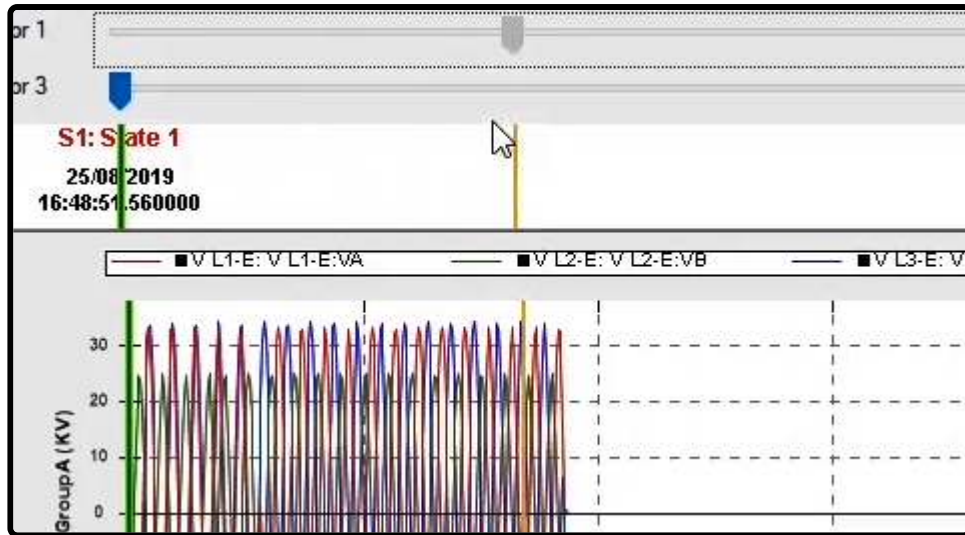 or 1
or 3
S1: State 1
25/08/2019
16:48:51.560000
V L1-E: V L1-E:VA
V L2-E: V L2-E:VB
V L3-E: V
30
20
10
0
GroupA (KV)